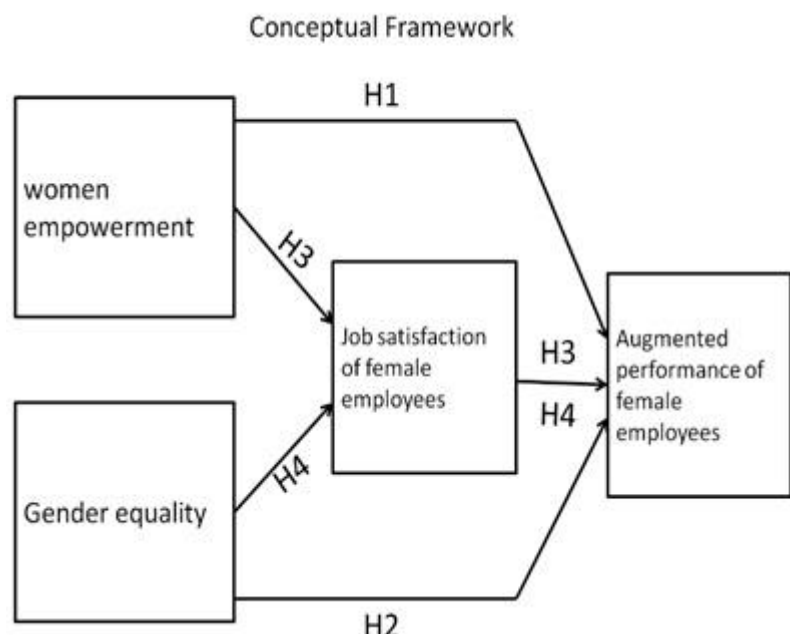 Conceptual Framework
H1
women
empowerment
H3
Job satisfaction
of female
employees
H3
H4
Augmented
performance of
female
employees
H4
Gender equality
H2